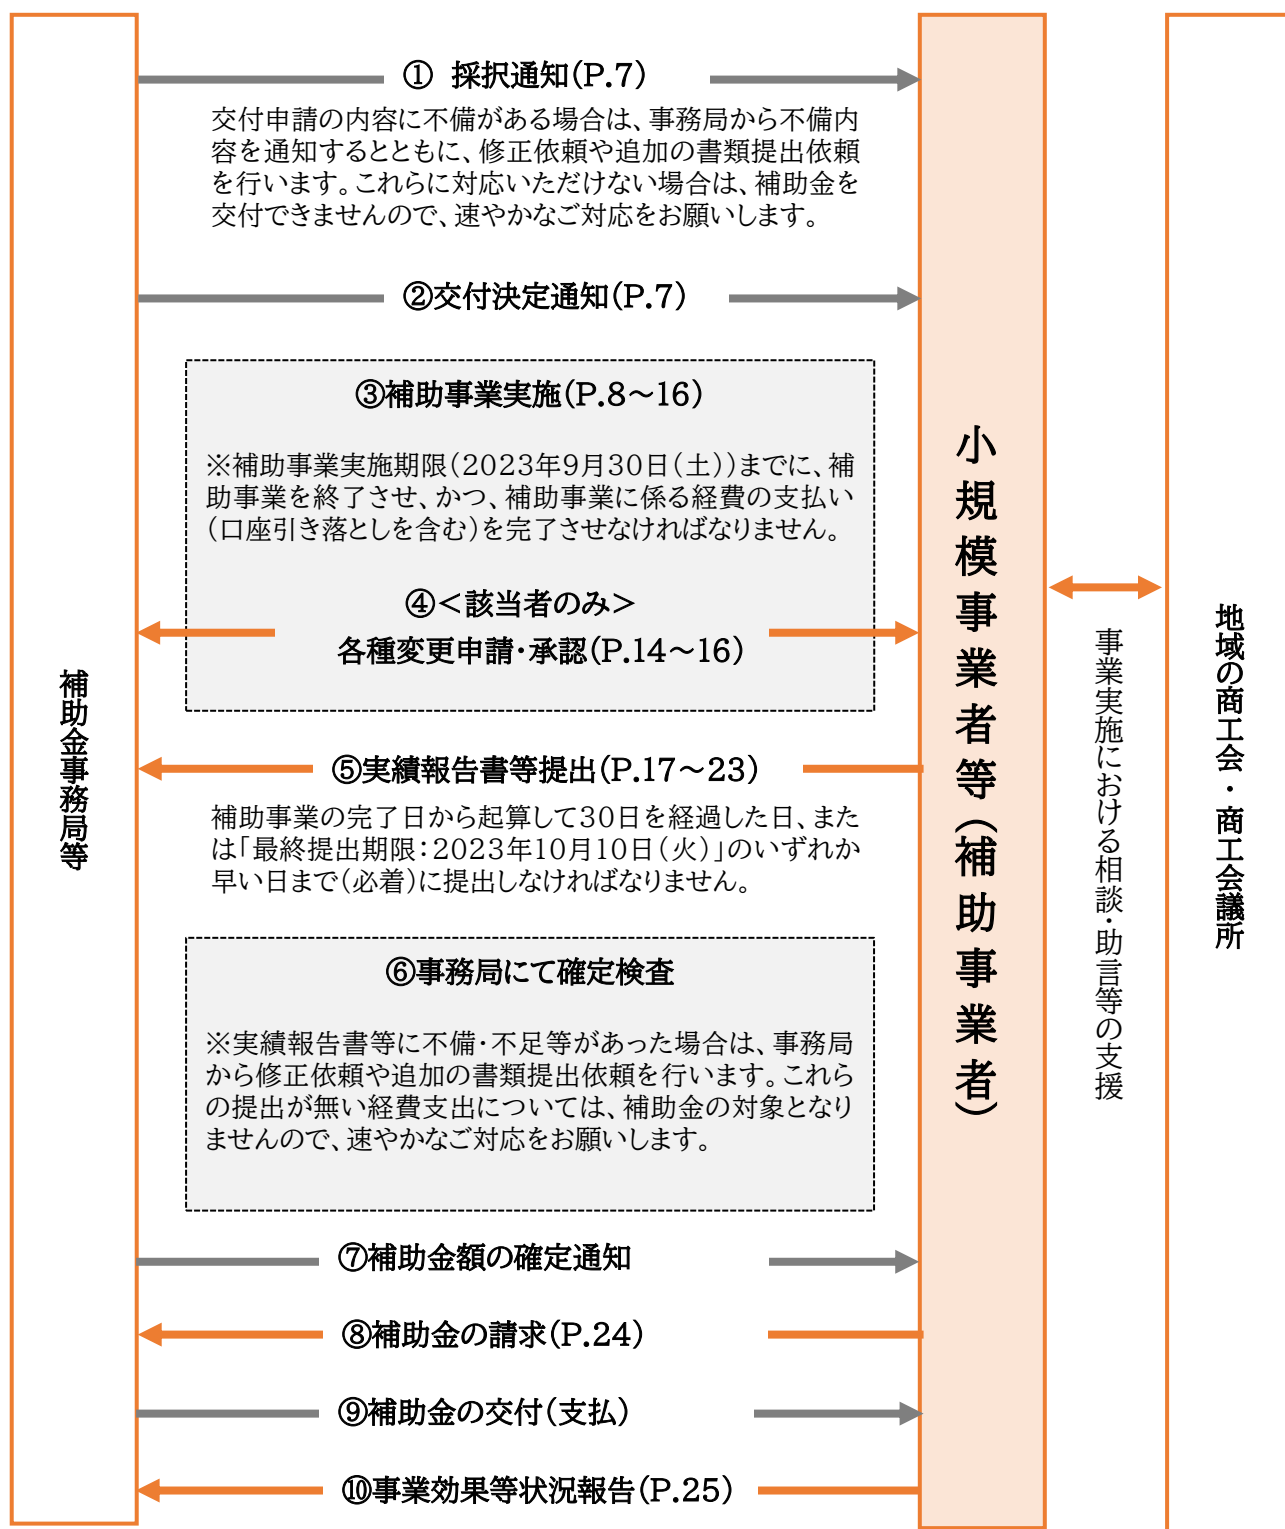 ① 採択通知(P.7)
交付申請の内容に不備がある場合は、事務局から不備内
容を通知するとともに、修正依頼や追加の書類提出依頼
を行います。これらに対応いただけない場合は、補助金を
交付できませんので、速やかなご対応をお願いします。
②交付決定通知(P.7)
③補助事業実施(P.8～16)
※補助事業実施期限(2023年9月30日(土))までに、補
助事業を終了させ、かつ、補助事業に係る経費の支払い
(口座引き落としを含む)を完了させなければなりません。
④＜該当者のみ＞
各種変更申請・承認(P.14～16)
⑤実績報告書等提出(P.17～23)
補助事業の完了日から起算して30日を経過した日、また
は「最終提出期限：2023年10月10日(火)」のいずれか
早い日まで(必着)に提出しなければなりません。
⑥事務局にて確定検査
※実績報告書等に不備・不足等があった場合は、事務局
から修正依頼や追加の書類提出依頼を行います。これら
の提出が無い経費支出については、補助金の対象となり
ませんので、速やかなご対応をお願いします。
⑦補助金額の確定通知
⑧補助金の請求(P.24)
⑨補助金の交付(支払)
⑩事業効果等状況報告(P.25)
補助金事務局等
小規模事業者等(補助事業者)
事業実施における相談・助言等の支援
地域の商工会・商工会議所